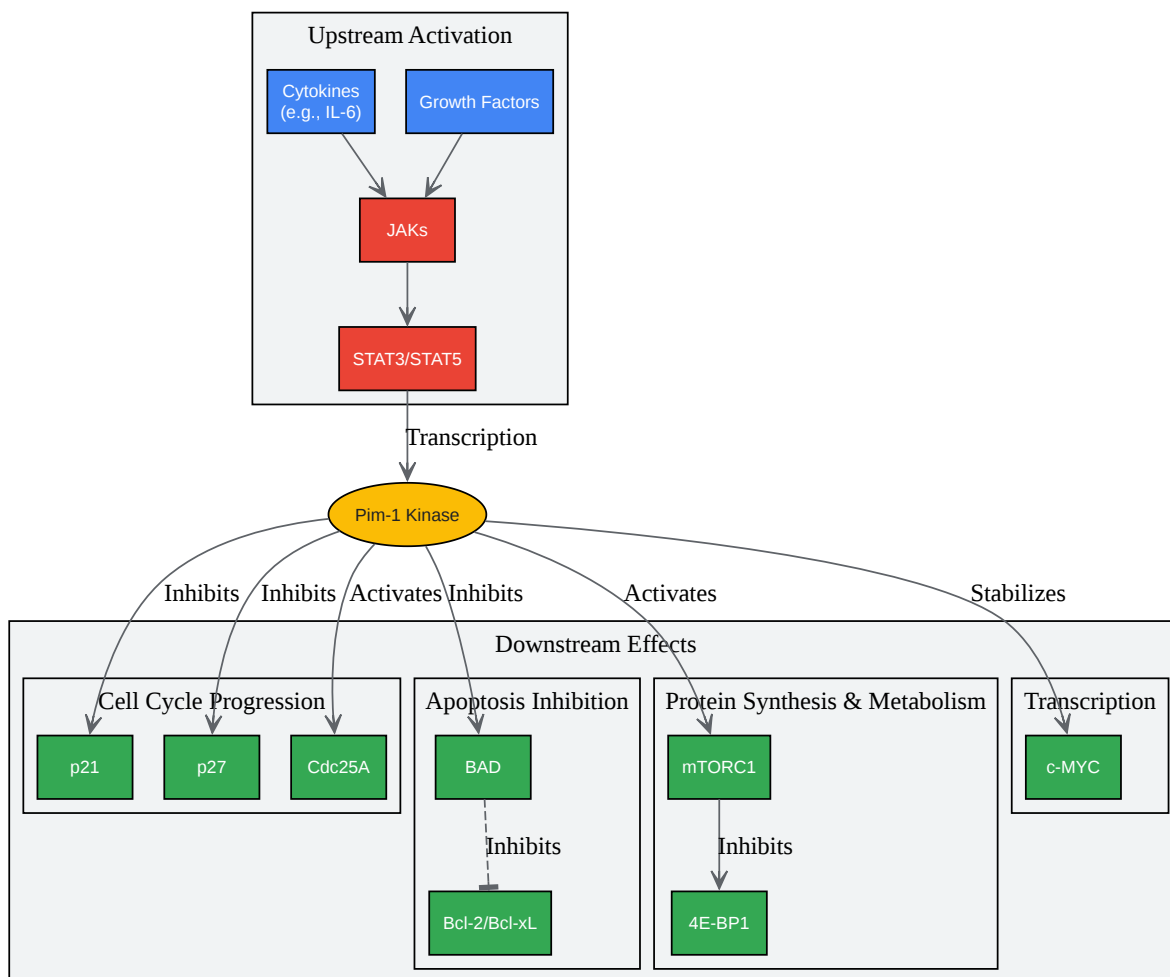 Upstream Activation
Cytokines
(e.g., IL-6)
Growth Factors
JAKs
STAT3/STAT5
Transcription
Pim-1 Kinase
Inhibits
Inhibits
Activates
Inhibits
Activates
Stabilizes
Downstream Effects
Cell Cycle Progression
Apoptosis Inhibition
Protein Synthesis & Metabolism
Transcription
p21
p27
Cdc25A
BAD
mTORC1
c-MYC
Inhibits
Inhibits
Bcl-2/Bcl-xL
4E-BP1